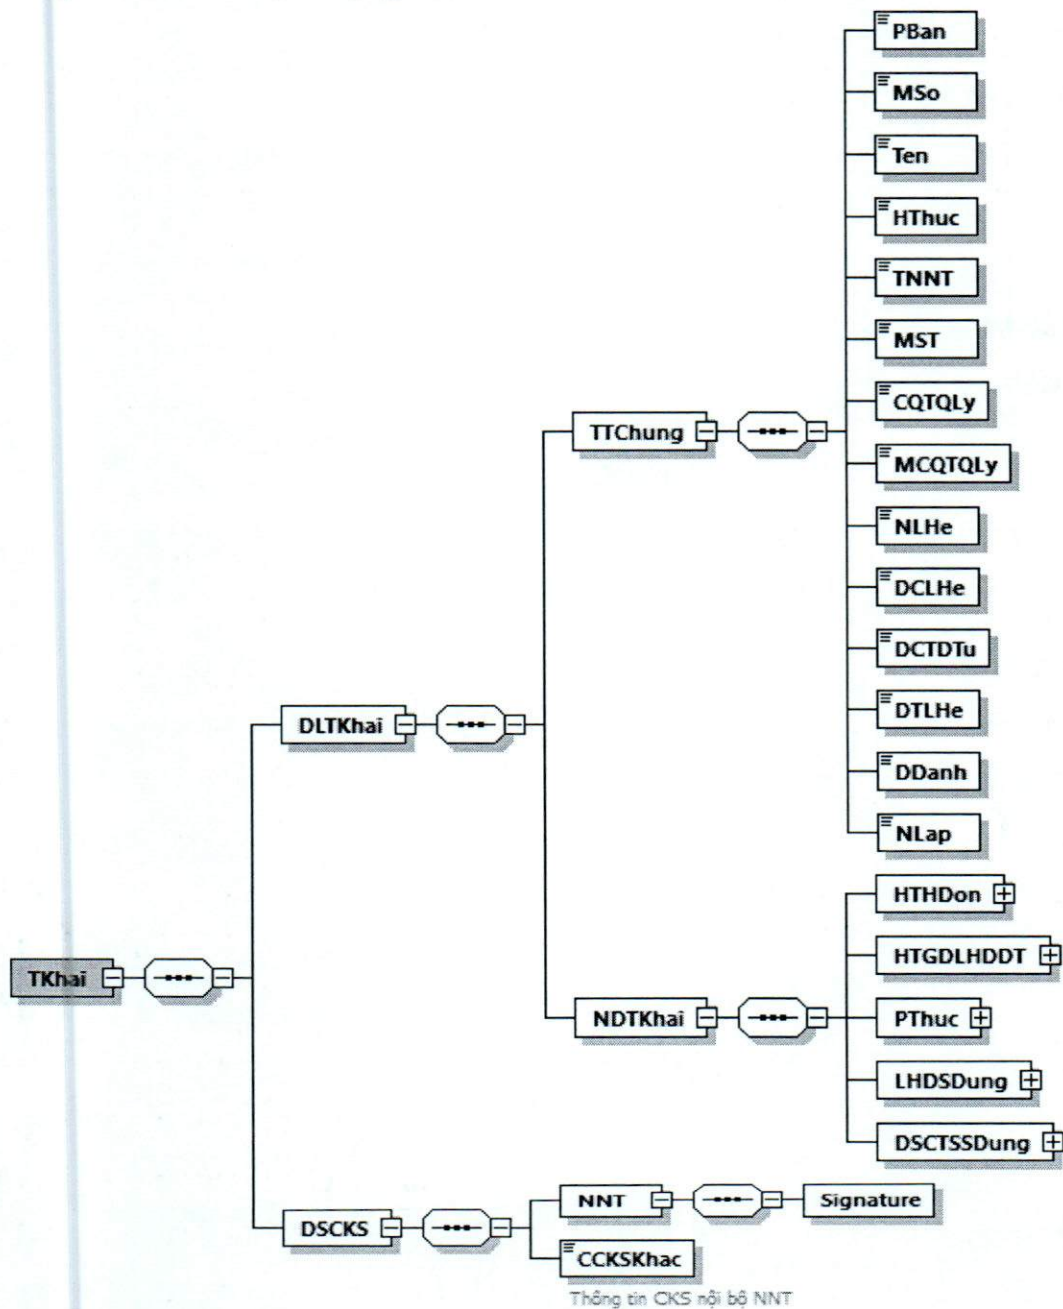 PBan
MSo
Ten
HThuc
TNNT
MST
CQTQLy
TTChung
MCQTQLy
NLHe
DCLHe
DCTDTu
DTLHe
DLTKhai
DDanh
NLap
HTHDon
HTGDLHDDT
TKhai
NDTKhai
PThuc
LHDSDung
DSCTSSDung
NNT
Signature
DSCKS
CCKSKhac
Thông tin CKS nội bộ NNT